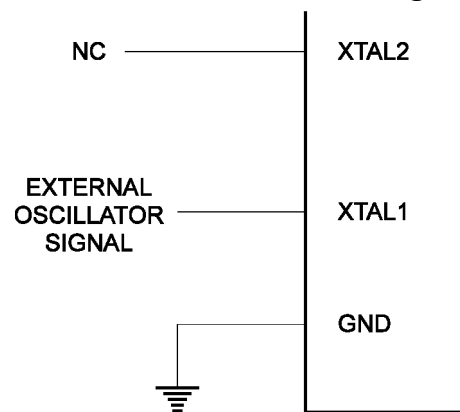 NC
XTAL2
EXTERNAL
OSCILLATOR
SIGNAL
XTAL1
GND